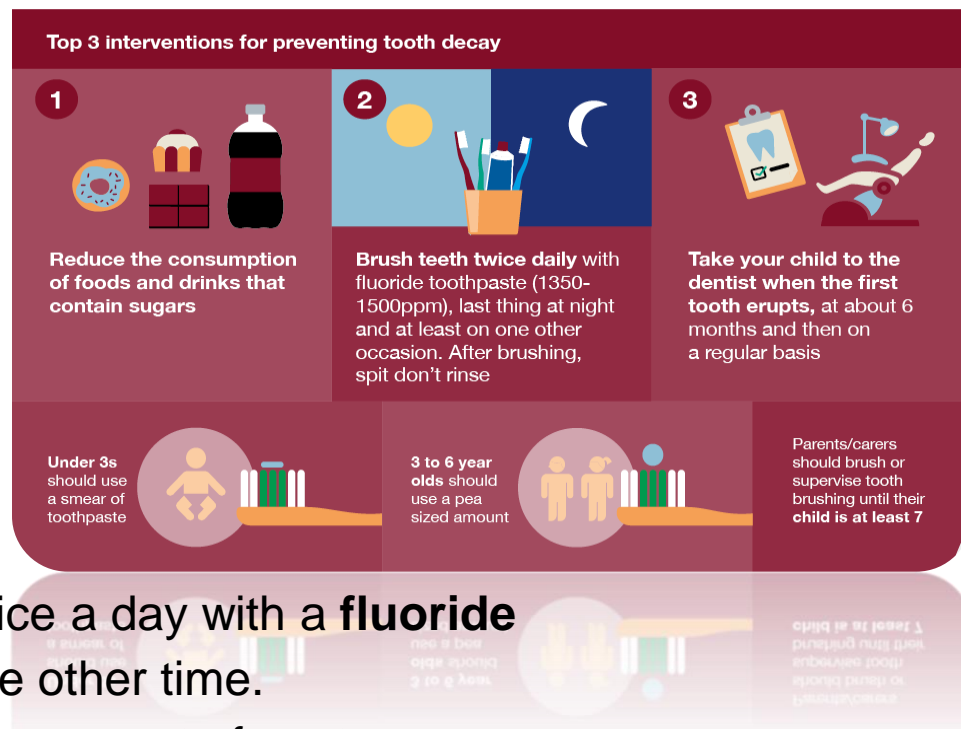 Top 3 interventions for preventing tooth decay
1
Reduce the consumption
of foods and drinks that
contain sugars
2
Brush teeth twice daily with
fluoride toothpaste (1350-
1500ppm), last thing at night
and at least on one other
occasion. After brushing,
spit don't rinse
3
Take your child to the
dentist when the first
tooth erupts, at about 6
months and then on
a regular basis
Under 3s
should use
a smear of
toothpaste
3 to 6 year
olds should
use a pea
sized amount
Parents/carers
should brush or
supervise tooth
brushing until their
child is at least 7
ice a day with a fluoride
e other time.